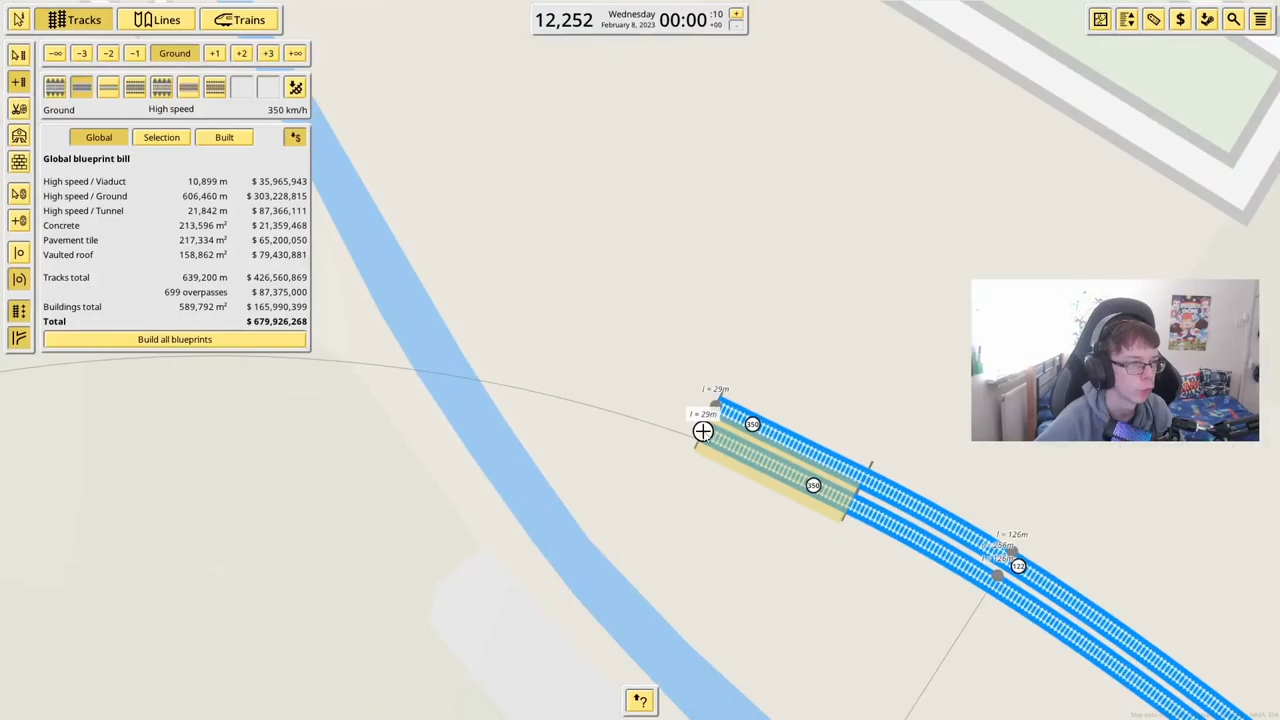 Tracks
Lines
Trains
12,252
Wednesday
February 8, 2023
00:00
:10
+00
+
-
$
-∞
-3
-2
-1
Ground
+1
+2
+3
+∞
Ground
High speed
350 km/h
Global
Selection
Built
$
Global blueprint bill
High speed / Viaduct 10,899 m $ 35,965,943
High speed / Ground 606,460 m $ 303,228,815
High speed / Tunnel 21,842 m $ 87,366,111
Concrete 213,596 m² $ 21,359,468
Pavement tile 217,334 m² $ 65,200,050
Vaulted roof 158,862 m² $ 79,430,881
Tracks total 639,200 m $ 426,560,869
699 overpasses $ 87,375,000
Buildings total 589,792 m² $ 165,990,399
Total $ 679,926,268
Build all blueprints
l = 29m
l = 29m
350
350
l = 126m
122
?